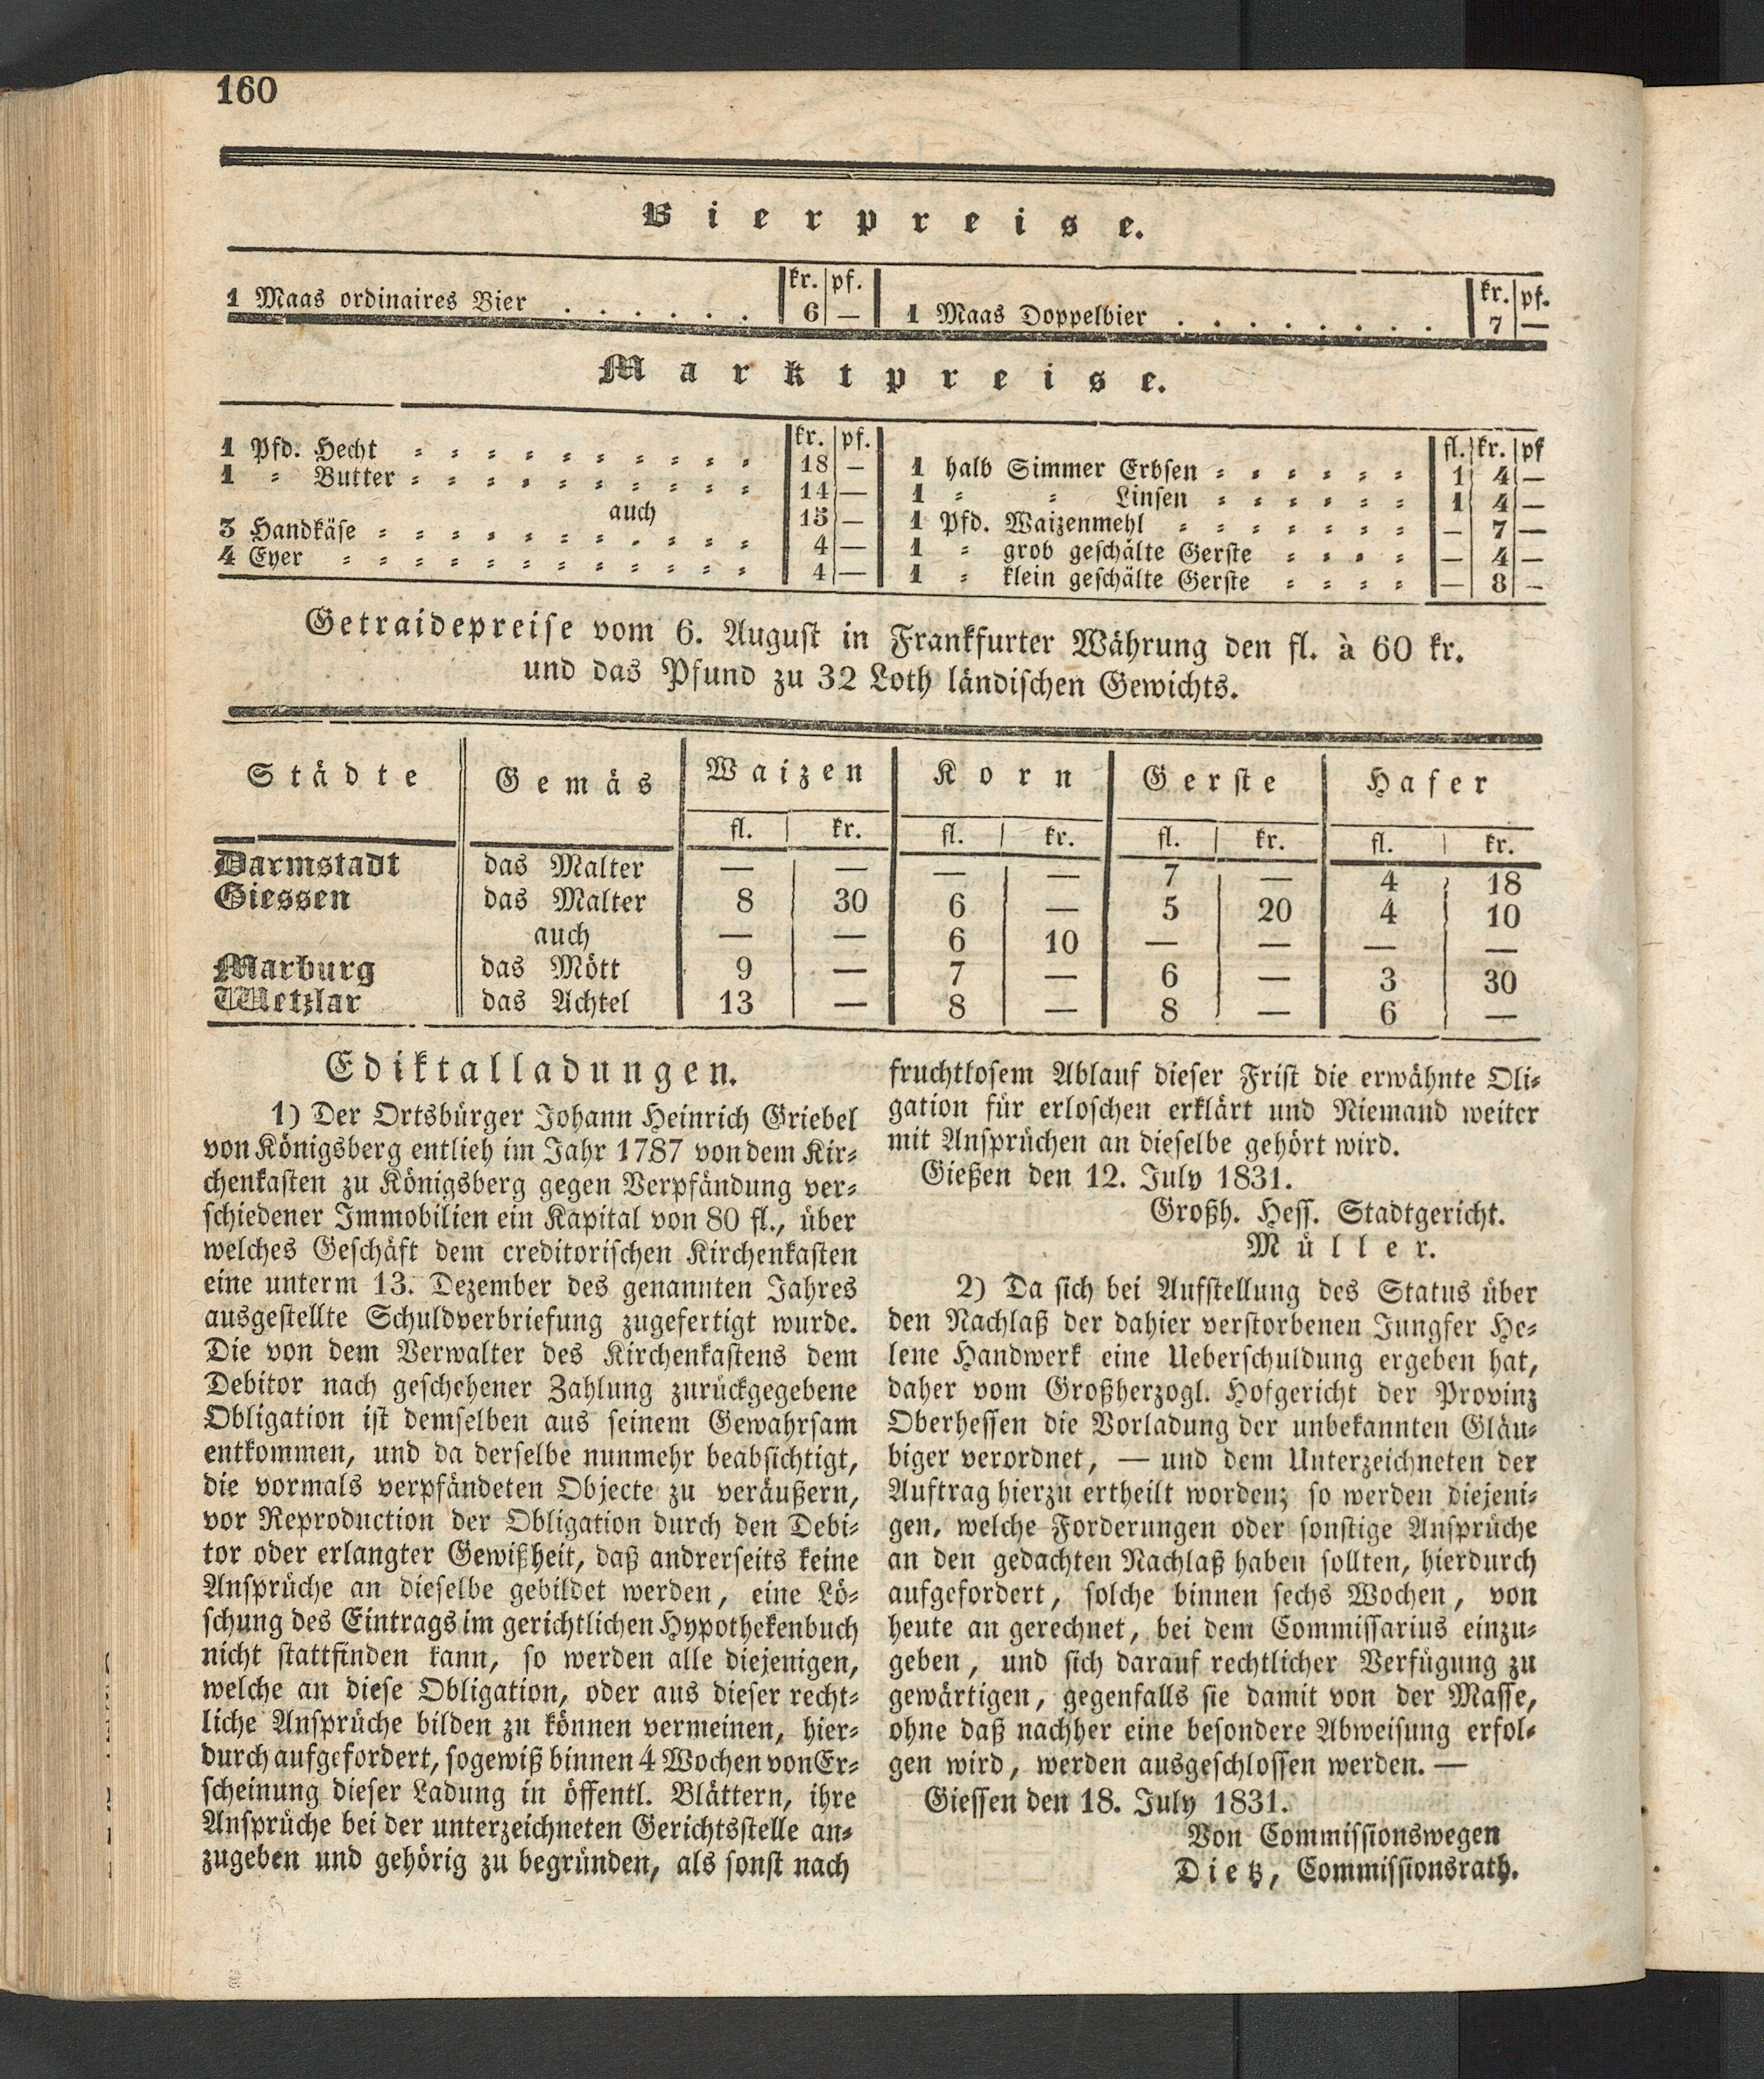 160
Bierpreise.
kr. pf. kr. pf.
1 Maas ordinaires Bier . . . . . . 6 — 1 Maas Doppelbier . . . . . . . . 7 —
Marktpreise.
kr. pf. fl. kr. pf
1 Pfd. Hecht 18 — 1 halb Simmer Erbsen 1 4 —
1 = Butter 14 — 1 = = Linsen 1 4 —
auch 15 — 1 Pfd. Waizenmehl — 7 —
3 Handkäse 4 — 1 = grob geschälte Gerste — 4 —
4 Eyer 4 — 1 = klein geschälte Gerste — 8 —
Getraidepreise vom 6. August in Frankfurter Währung den fl. à 60 kr.
und das Pfund zu 32 Loth ländischen Gewichts.
Städte Gemäs Waizen Korn Gerste Hafer
fl. kr. fl. kr. fl. kr. fl. kr.
Darmstadt das Malter — — — — 7 — 4 18
Giessen das Malter 8 30 6 — 5 20 4 10
auch — — 6 10 — — — —
Marburg das Mött 9 — 7 — 6 — 3 30
Wetzlar das Achtel 13 — 8 — 8 — 6 —
Ediktalladungen.
1) Der Ortsbürger Johann Heinrich Griebel
von Königsberg entlieh im Jahr 1787 von dem Kir=
chenkasten zu Königsberg gegen Verpfändung ver=
schiedener Immobilien ein Kapital von 80 fl., über
welches Geschäft dem creditorischen Kirchenkasten
eine unterm 13. Dezember des genannten Jahres
ausgestellte Schuldverbriefung zugefertigt wurde.
Die von dem Verwalter des Kirchenkastens dem
Debitor nach geschehener Zahlung zurückgegebene
Obligation ist demselben aus seinem Gewahrsam
entkommen, und da derselbe nunmehr beabsichtigt,
die vormals verpfändeten Objecte zu veräußern,
vor Reproduction der Obligation durch den Debi=
tor oder erlangter Gewißheit, daß andrerseits keine
Ansprüche an dieselbe gebildet werden, eine Lö=
schung des Eintrags im gerichtlichen Hypothekenbuch
nicht stattfinden kann, so werden alle diejenigen,
welche an diese Obligation, oder aus dieser recht=
liche Ansprüche bilden zu können vermeinen, hier=
durch aufgefordert, sogewiß binnen 4 Wochen von Er=
scheinung dieser Ladung in öffentl. Blättern, ihre
Ansprüche bei der unterzeichneten Gerichtsstelle an=
zugeben und gehörig zu begründen, als sonst nach
fruchtlosem Ablauf dieser Frist die erwähnte Oli=
gation für erloschen erklärt und Niemand weiter
mit Ansprüchen an dieselbe gehört wird.
Gießen den 12. July 1831.
Großh. Hess. Stadtgericht.
Müller.
2) Da sich bei Aufstellung des Status über
den Nachlaß der dahier verstorbenen Jungfer He=
lene Handwerk eine Ueberschuldung ergeben hat,
daher vom Großherzogl. Hofgericht der Provinz
Oberhessen die Vorladung der unbekannten Gläu=
biger verordnet, — und dem Unterzeichneten der
Auftrag hierzu ertheilt worden; so werden diejeni=
gen, welche Forderungen oder sonstige Ansprüche
an den gedachten Nachlaß haben sollten, hierdurch
aufgefordert, solche binnen sechs Wochen, von
heute an gerechnet, bei dem Commissarius einzu=
geben, und sich darauf rechtlicher Verfügung zu
gewärtigen, gegenfalls sie damit von der Masse,
ohne daß nachher eine besondere Abweisung erfol=
gen wird, werden ausgeschlossen werden. —
Giessen den 18. July 1831.
Von Commissionswegen
Dietz, Commissionsrath.